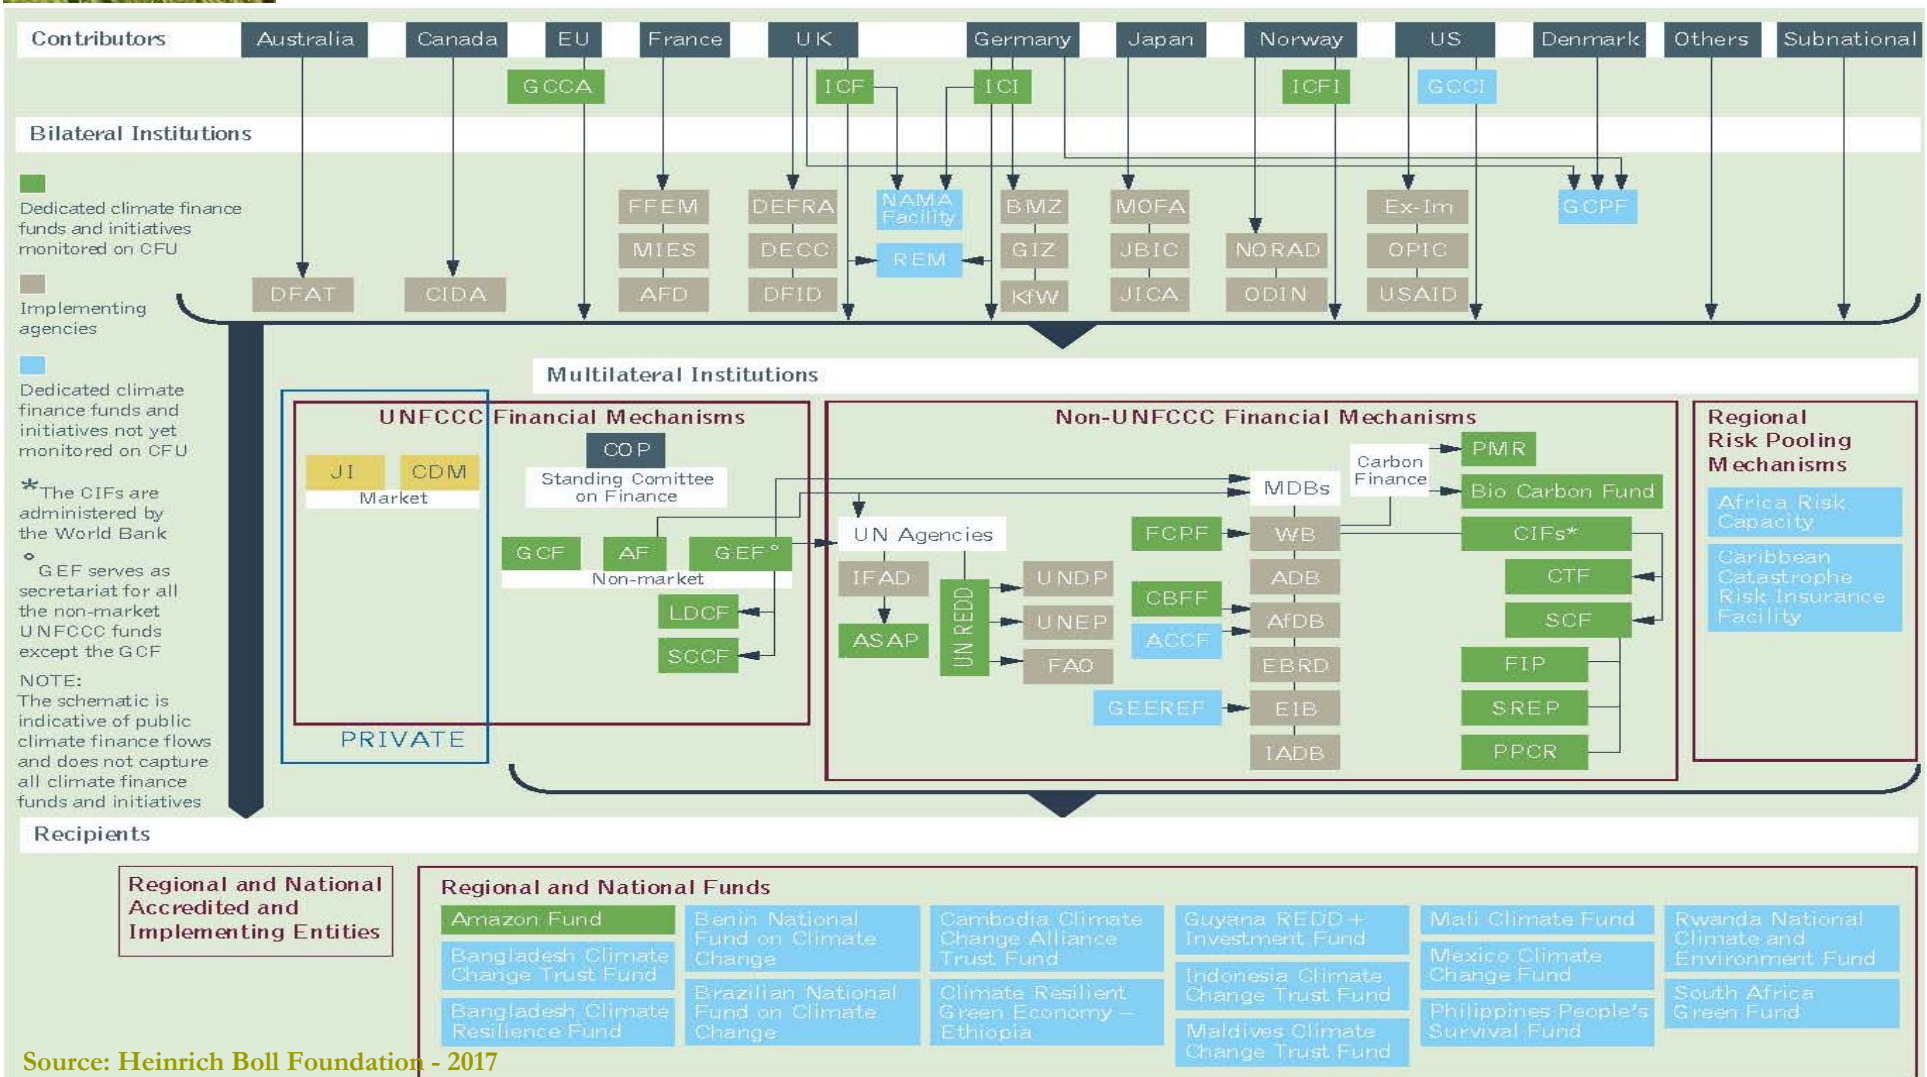 Contributors
Australia
Canada
EU
France
UK
Germany
Japan
Norway
US
Denmark
Others
Subnational
GCCA
ICF
ICI
ICFI
GCCI
Bilateral Institutions
Dedicated climate finance
funds and initiatives
monitored on CFU
Implementing
agencies
Dedicated climate
finance funds and
initiatives not yet
monitored on CFU
*The CIFs are
administered by
the World Bank
° GEF serves as
secretariat for all
the non-market
UNFCCC funds
except the GCF
NOTE:
The schematic is
indicative of public
climate finance flows
and does not capture
all climate finance
funds and initiatives
DFAT
CIDA
FFEM
MIES
AFD
DEFRA
DECC
DFID
NAMA
Facility
REM
BMZ
GIZ
KfW
MOFA
JBIC
JICA
NORAD
ODIN
Ex-Im
OPIC
USAID
GCPF
Multilateral Institutions
UNFCCC Financial Mechanisms
COP
Standing Comittee
on Finance
JI
CDM
Market
GCF
AF
GEF°
Non-market
LDCF
SCCF
PRIVATE
Non-UNFCCC Financial Mechanisms
UN Agencies
IFAD
ASAP
UN REDD
UNDP
UNEP
FAO
FCPF
CBFF
ACCF
GEEREF
MDBs
WB
ADB
AfDB
EBRD
EIB
IADB
Carbon
Finance
PMR
Bio Carbon Fund
CIFs*
CTF
SCF
FIP
SREP
PPCR
Regional
Risk Pooling
Mechanisms
Africa Risk
Capacity
Caribbean
Catastrophe
Risk Insurance
Facility
Recipients
Regional and National
Accredited and
Implementing Entities
Regional and National Funds
Amazon Fund
Bangladesh Climate
Change Trust Fund
Bangladesh Climate
Resilience Fund
Benin National
Fund on Climate
Change
Brazilian National
Fund on Climate
Change
Cambodia Climate
Change Alliance
Trust Fund
Climate Resilient
Green Economy –
Ethiopia
Guyana REDD+
Investment Fund
Indonesia Climate
Change Trust Fund
Maldives Climate
Change Trust Fund
Mali Climate Fund
Mexico Climate
Change Fund
Philippines People's
Survival Fund
Rwanda National
Climate and
Environment Fund
South Africa
Green Fund
Source: Heinrich Boll Foundation - 2017